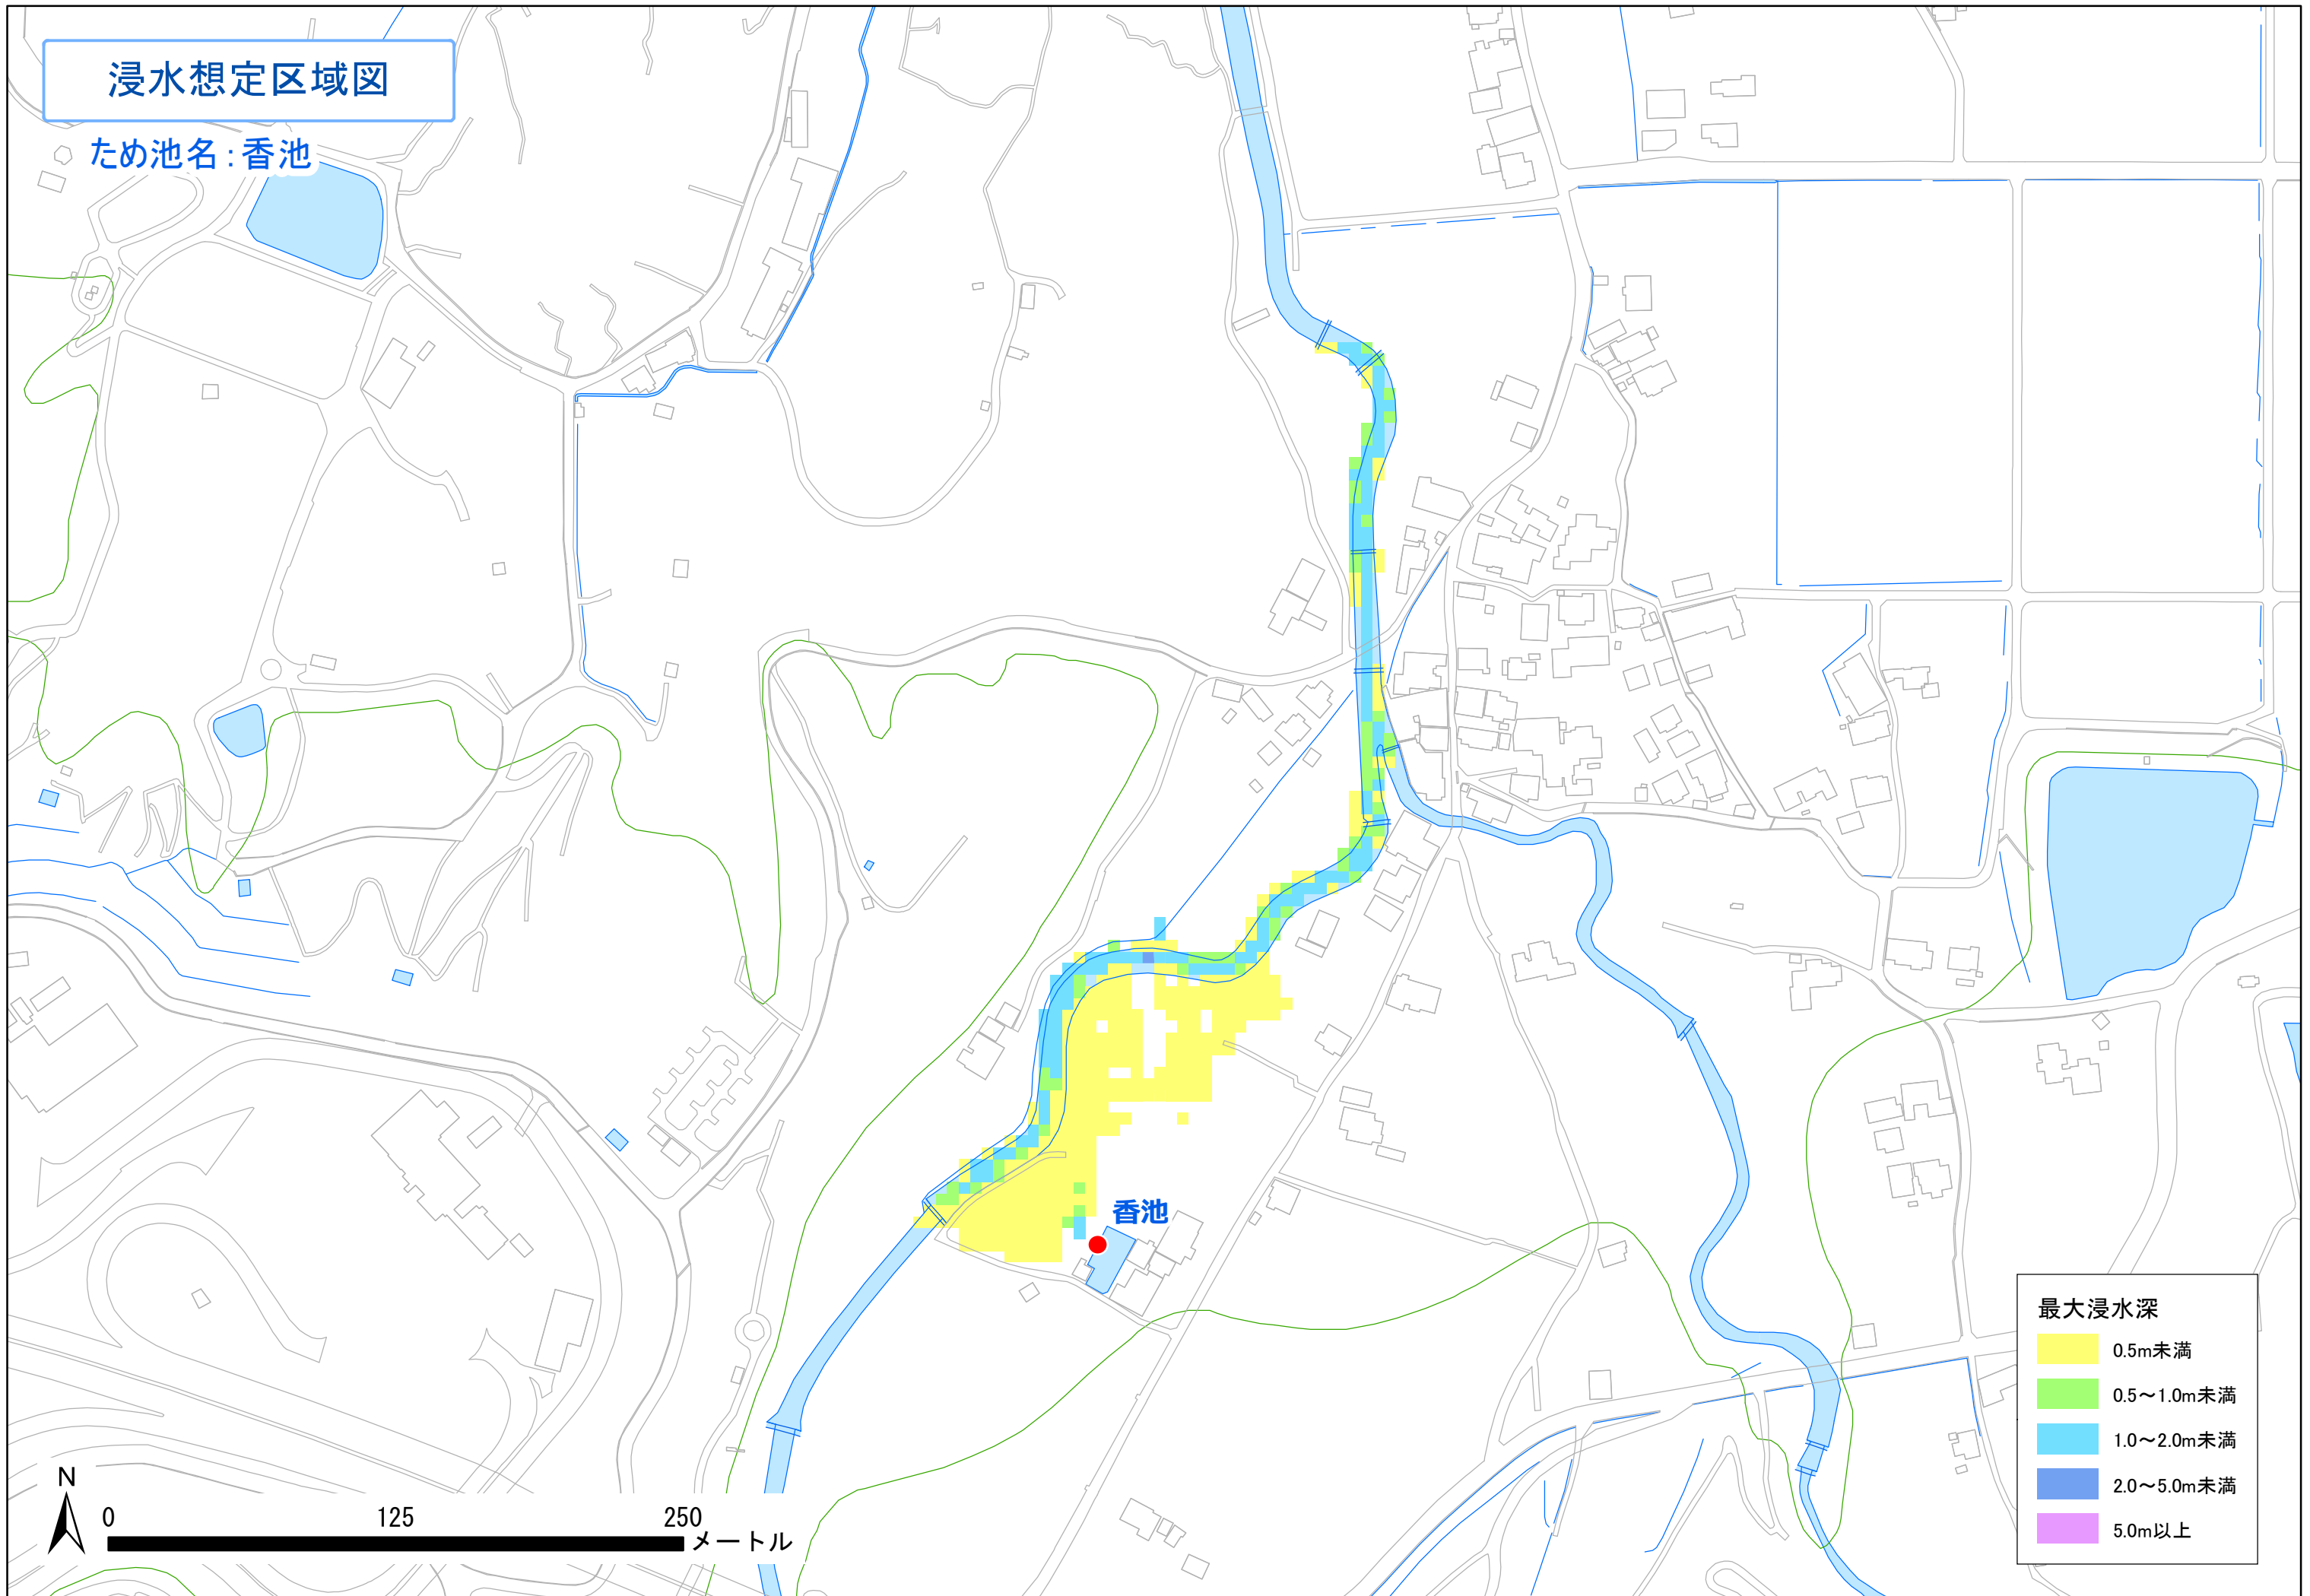 浸水想定区域図
ため池名：香池
香池
最大浸水深
0.5m未満
0.5～1.0m未満
1.0～2.0m未満
2.0～5.0m未満
5.0m以上
N
0 125 250
メートル